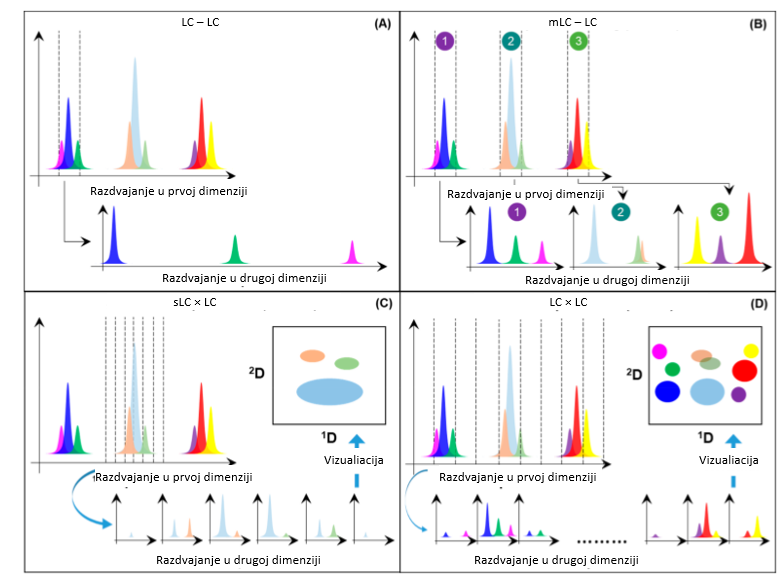 LC – LC
(A)
Razdvajanje u prvoj dimenziji
Razdvajanje u drugoj dimenziji
mLC – LC
(B)
1
2
3
Razdvajanje u prvoj dimenziji
1
2
3
Razdvajanje u drugoj dimenziji
sLC × LC
(C)
²D
¹D
Vizualiacija
Razdvajanje u prvoj dimenziji
Razdvajanje u drugoj dimenziji
LC × LC
(D)
²D
¹D
Vizualiacija
Razdvajanje u prvoj dimenziji
Razdvajanje u drugoj dimenziji